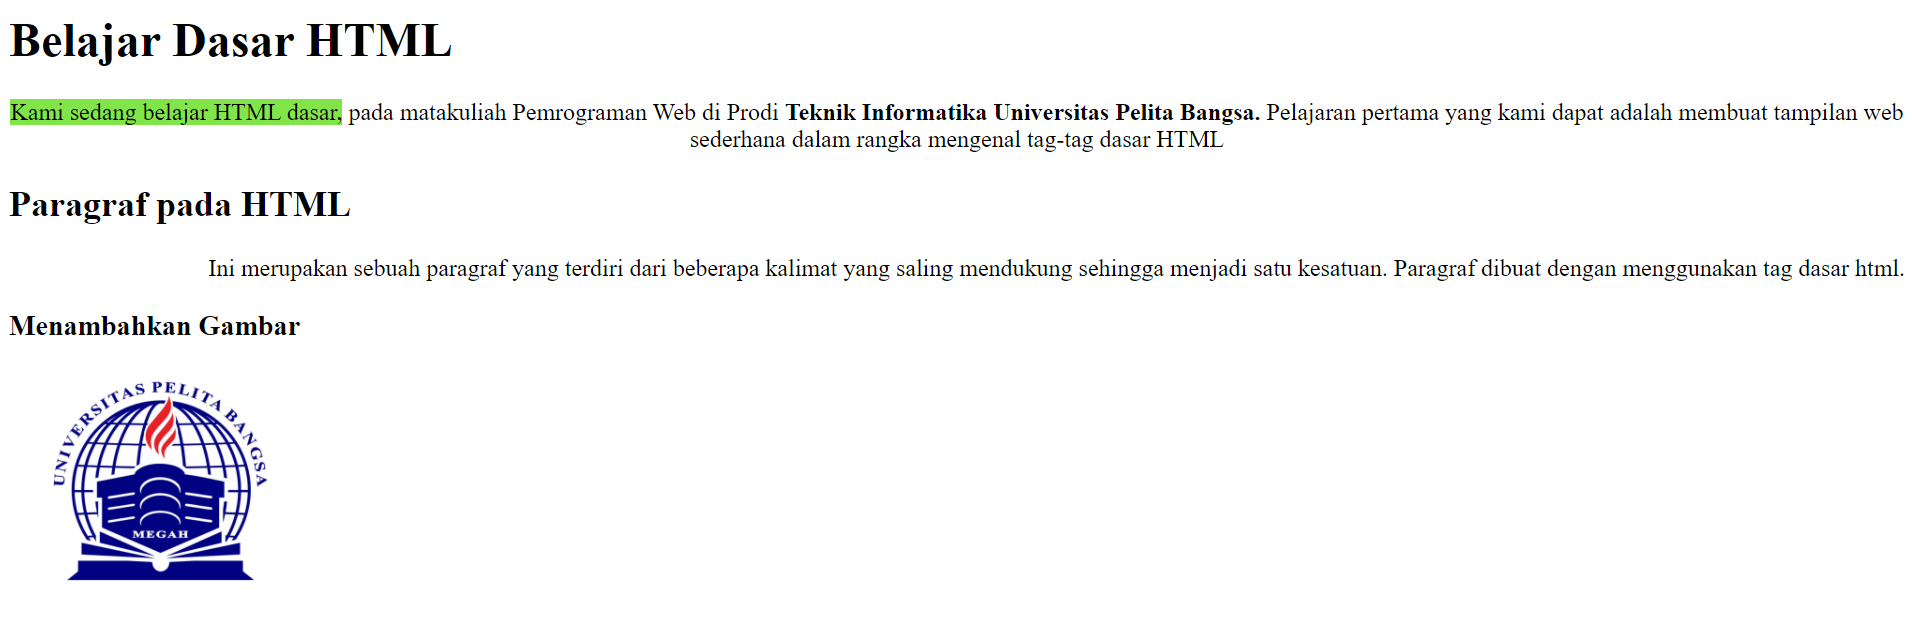 Belajar Dasar HTML
Kami sedang belajar HTML dasar, pada matakuliah Pemrograman Web di Prodi Teknik Informatika Universitas Pelita Bangsa. Pelajaran pertama yang kami dapat adalah membuat tampilan web
sederhana dalam rangka mengenal tag-tag dasar HTML
Paragraf pada HTML
Ini merupakan sebuah paragraf yang terdiri dari beberapa kalimat yang saling mendukung sehingga menjadi satu kesatuan. Paragraf dibuat dengan menggunakan tag dasar html.
Menambahkan Gambar
UNIVERSITAS PELITA BANGSA
MEGAH